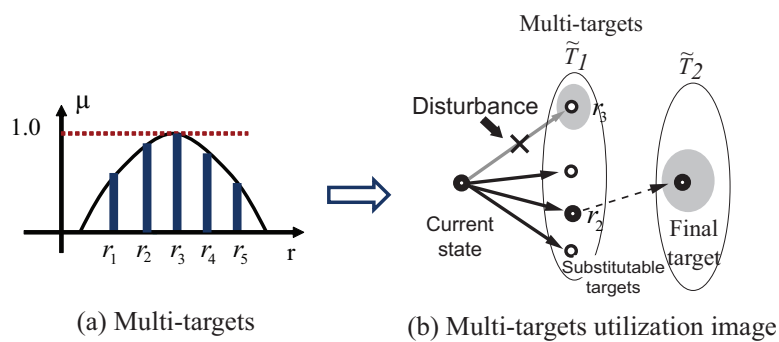 μ
1.0
r₁ r₂ r₃ r₄ r₅ r
(a) Multi-targets
Multi-targets
T̃₁
T̃₂
Disturbance
r₃
r₂
Current
state
Substitutable
targets
Final
target
(b) Multi-targets utilization image